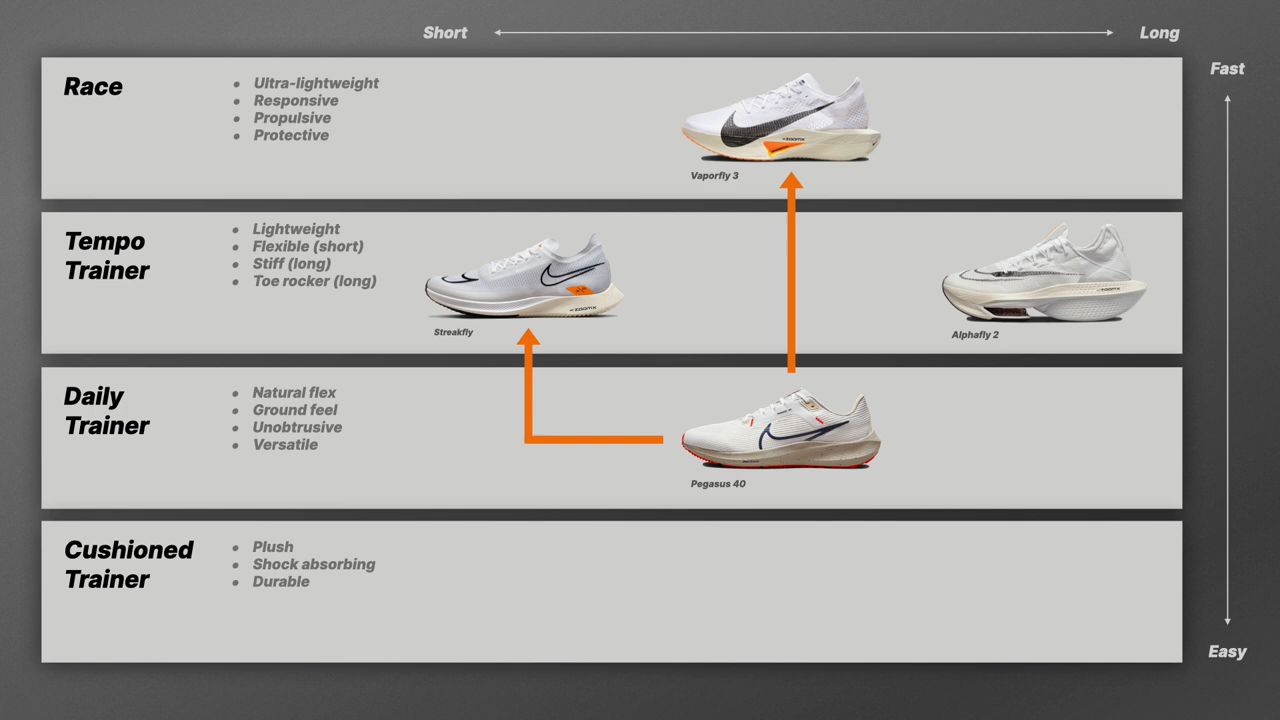 Short
Long
Fast
Race
Ultra-lightweight
Responsive
Propulsive
Protective
Vaporfly 3
Tempo
Trainer
Lightweight
Flexible (short)
Stiff (long)
Toe rocker (long)
Streakfly
Alphafly 2
Daily
Trainer
Natural flex
Ground feel
Unobtrusive
Versatile
Pegasus 40
Cushioned
Trainer
Plush
Shock absorbing
Durable
Easy